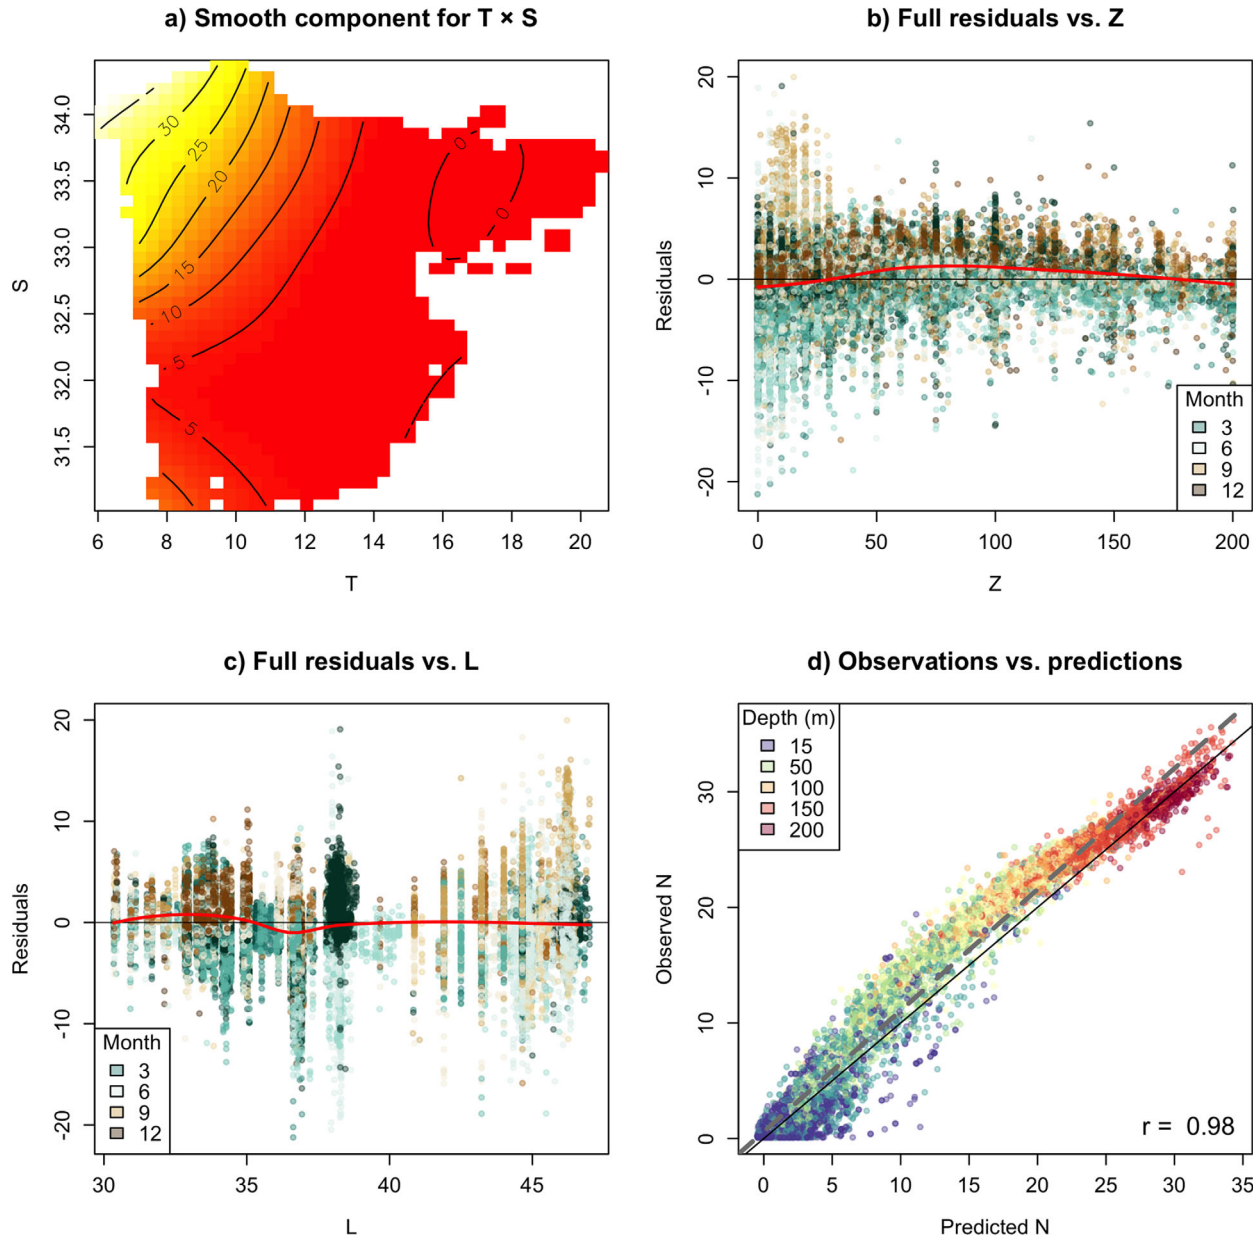 a) Smooth component for T × S
S
34.0
33.5
33.0
32.5
32.0
31.5
30
25
20
15
10
5
5
0
0
6 8 10 12 14 16 18 20
T
b) Full residuals vs. Z
Residuals
20
10
0
-10
-20
Month
3
6
9
12
0 50 100 150 200
Z
c) Full residuals vs. L
Residuals
20
10
0
-10
-20
Month
3
6
9
12
30 35 40 45
L
d) Observations vs. predictions
Observed N
30
20
10
0
Depth (m)
15
50
100
150
200
r = 0.98
0 5 10 15 20 25 30 35
Predicted N